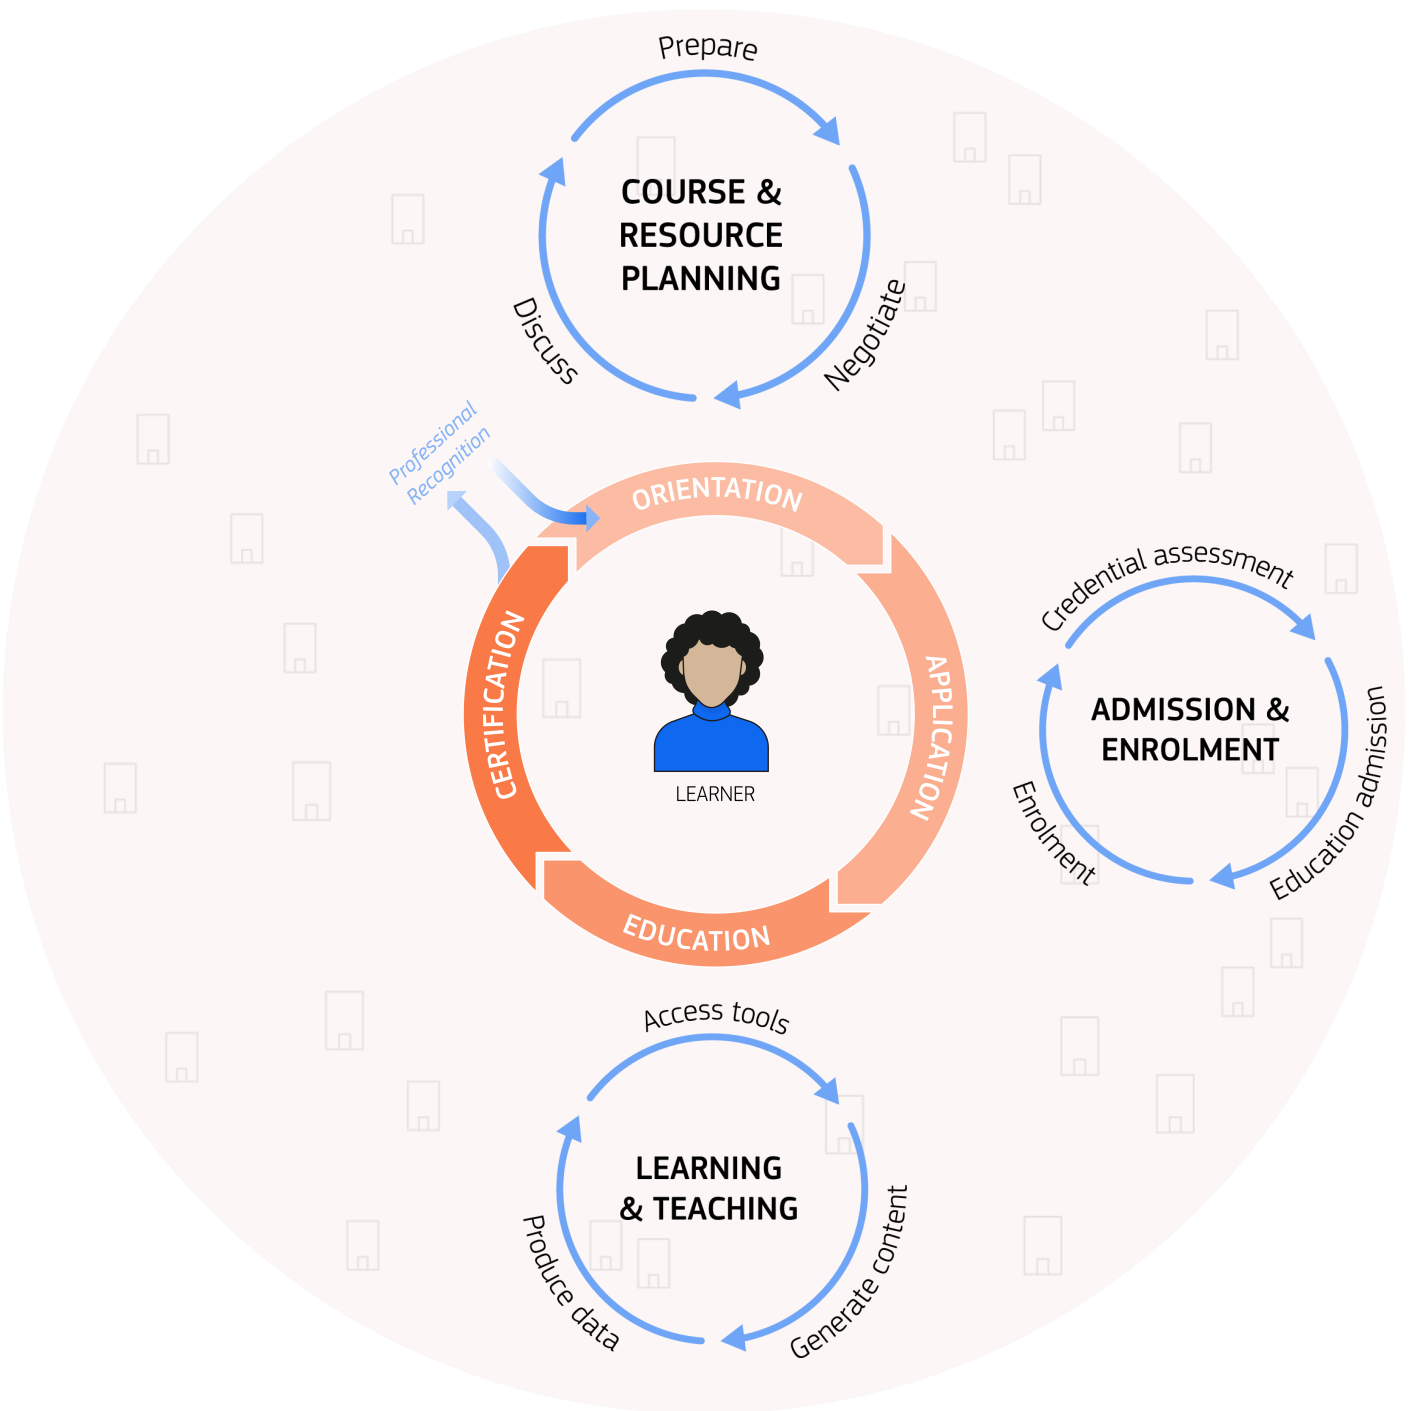 Prepare
COURSE &
RESOURCE
PLANNING
Negotiate
Discuss
Professional
Recognition
ORIENTATION
APPLICATION
EDUCATION
CERTIFICATION
LEARNER
Credential assessment
ADMISSION &
ENROLMENT
Education admission
Enrolment
Access tools
LEARNING
& TEACHING
Generate content
Produce data